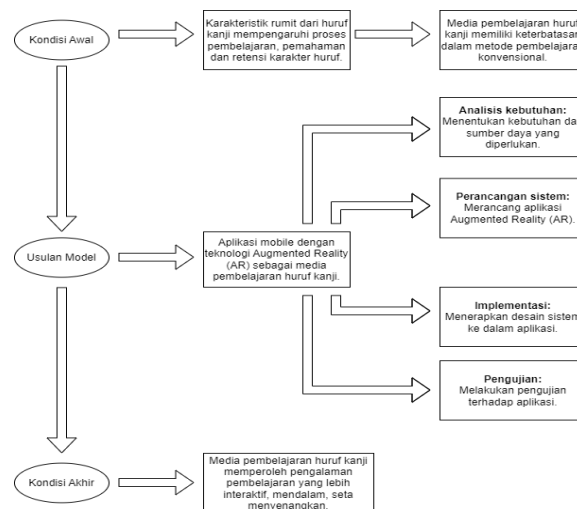 Kondisi Awal
Karakteristik rumit dari huruf
kanji mempengaruhi proses
pembelajaran, pemahaman
dan retensi karakter huruf.
Media pembelajaran huruf
kanji memiliki keterbatasan
dalam metode pembelajaran
konvensional.
Analisis kebutuhan:
Menentukan kebutuhan da
sumber daya yang
diperlukan.
Perancangan sistem:
Merancang aplikasi
Augmented Reality (AR).
Usulan Model
Aplikasi mobile dengan
teknologi Augmented Reality
(AR) sebagai media
pembelajaran huruf kanji.
Implementasi:
Menerapkan desain sistem
ke dalam aplikasi.
Pengujian:
Melakukan pengujian
terhadap aplikasi.
Kondisi Akhir
Media pembelajaran huruf kanji
memperoleh pengalaman
pembelajaran yang lebih
interaktif, mendalam, seta
menyenangkan.